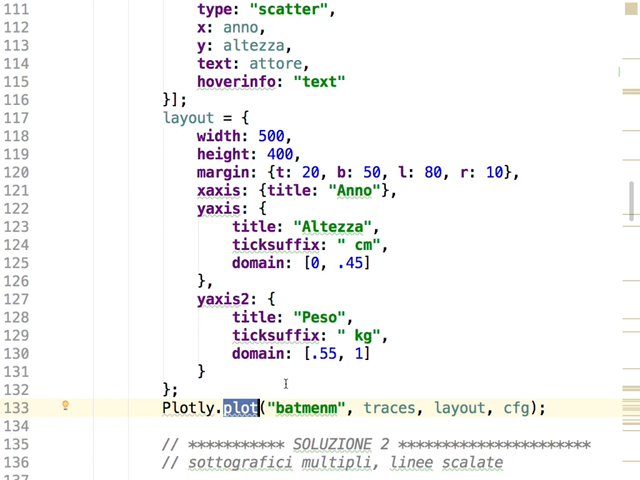 111 type: "scatter",
112 x: anno,
113 y: altezza,
114 text: attore,
115 hoverinfo: "text"
116 }];
117 layout = {
118 width: 500,
119 height: 400,
120 margin: {t: 20, b: 50, l: 80, r: 10},
121 xaxis: {title: "Anno"},
122 yaxis: {
123 title: "Altezza",
124 ticksuffix: " cm",
125 domain: [0, .45]
126 },
127 yaxis2: {
128 title: "Peso",
129 ticksuffix: " kg",
130 domain: [.55, 1]
131 }
132 };
133 Plotly.plot("batmenm", traces, layout, cfg);
134
135 // *********** SOLUZIONE 2 **********************
136 // sottografici multipli, linee scalate